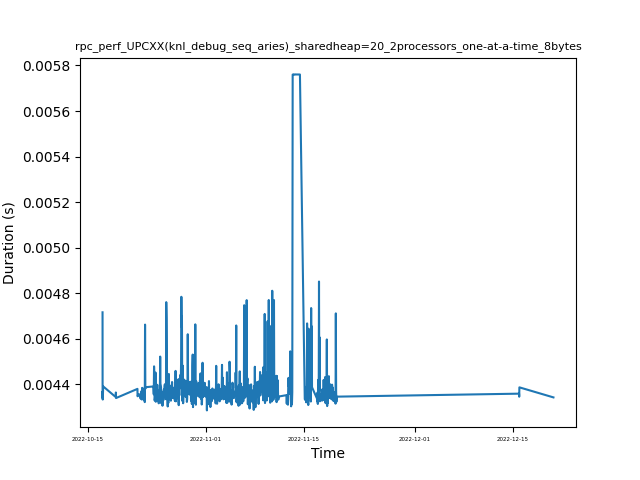 rpc_perf_UPCXX(knl_debug_seq_aries)_sharedheap=20_2processors_one-at-a-time_8bytes
0.0058
0.0056
0.0054
0.0052
0.0050
0.0048
0.0046
0.0044
Duration (s)
2022-10-15 2022-11-01 2022-11-15 2022-12-01 2022-12-15
Time